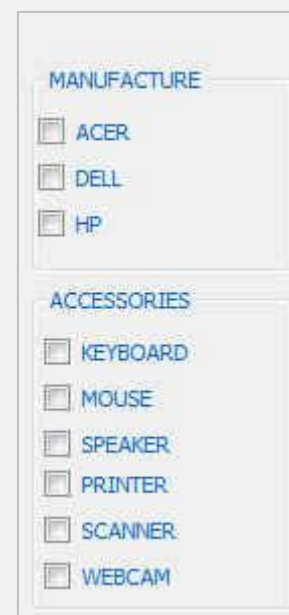 MANUFACTURE
ACER
DELL
HP
ACCESSORIES
KEYBOARD
MOUSE
SPEAKER
PRINTER
SCANNER
WEBCAM